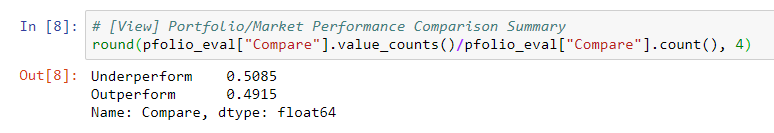 In [8]: # [View] Portfolio/Market Performance Comparison Summary
round(pfolio_eval["Compare"].value_counts()/pfolio_eval["Compare"].count(), 4)
Out[8]: Underperform    0.5085
Outperform    0.4915
Name: Compare, dtype: float64